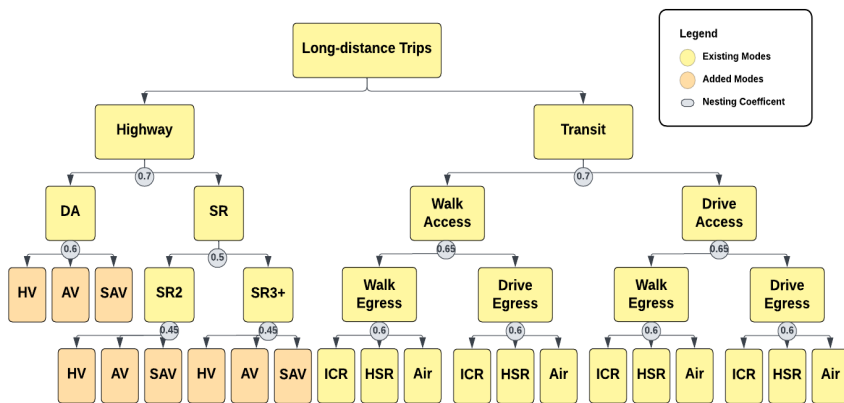 Long-distance Trips
Legend
Existing Modes
Added Modes
Nesting Coefficent
Highway
Transit
0.7
0.7
DA
SR
Walk
Access
Drive
Access
0.6
0.5
0.65
0.65
HV
AV
SAV
SR2
SR3+
Walk
Egress
Drive
Egress
Walk
Egress
Drive
Egress
0.45
0.45
0.6
0.6
0.6
0.6
HV
AV
SAV
HV
AV
SAV
ICR
HSR
Air
ICR
HSR
Air
ICR
HSR
Air
ICR
HSR
Air